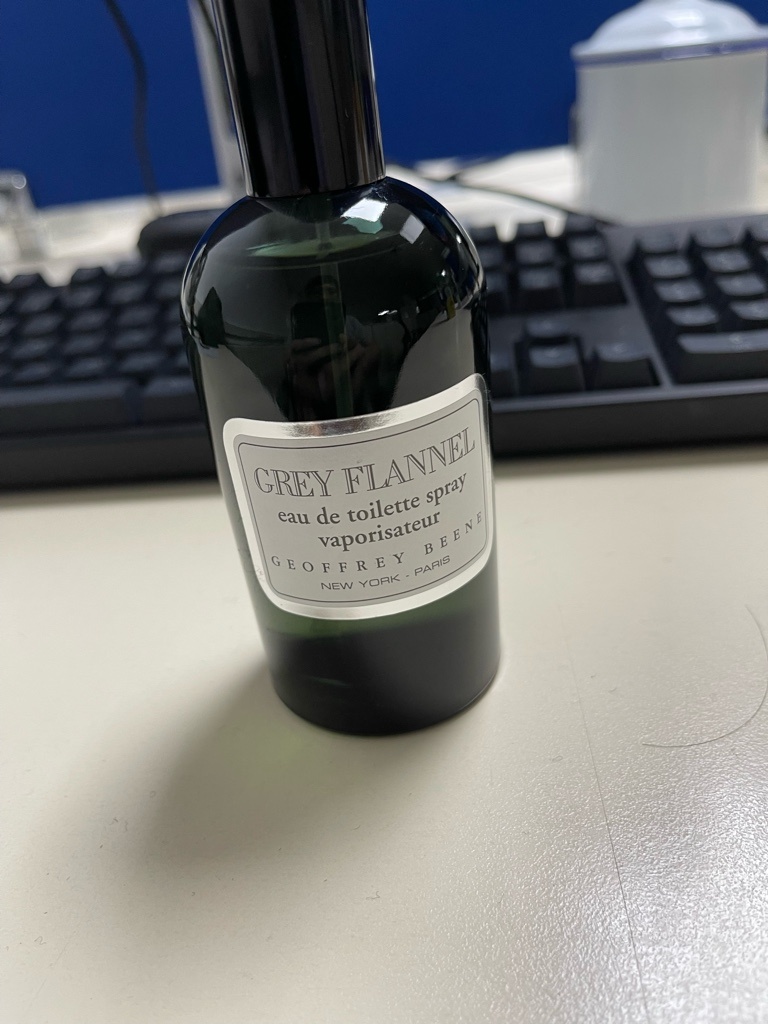 GREY FLANNEL
eau de toilette spray
vaporisateur
GEOFFREY BEENE
NEW YORK - PARIS